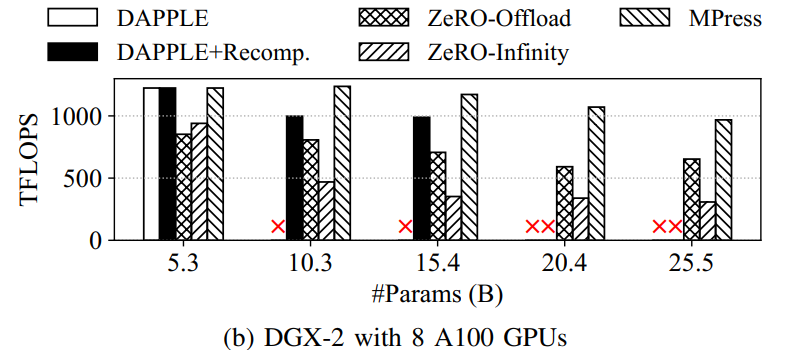 DAPPLE ZeRO-Offload MPress
DAPPLE+Recomp. ZeRO-Infinity
TFLOPS
1000
500
0
5.3 10.3 15.4 20.4 25.5
#Params (B)
(b) DGX-2 with 8 A100 GPUs